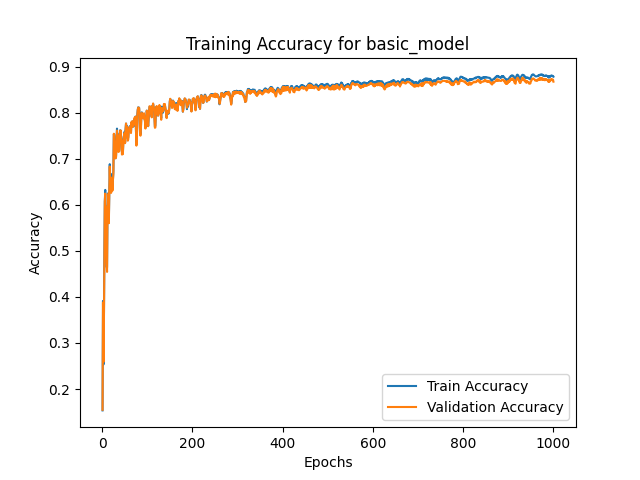 Training Accuracy for basic_model
0.9
0.8
0.7
0.6
0.5
0.4
0.3
0.2
Accuracy
Train Accuracy
Validation Accuracy
0 200 400 600 800 1000
Epochs